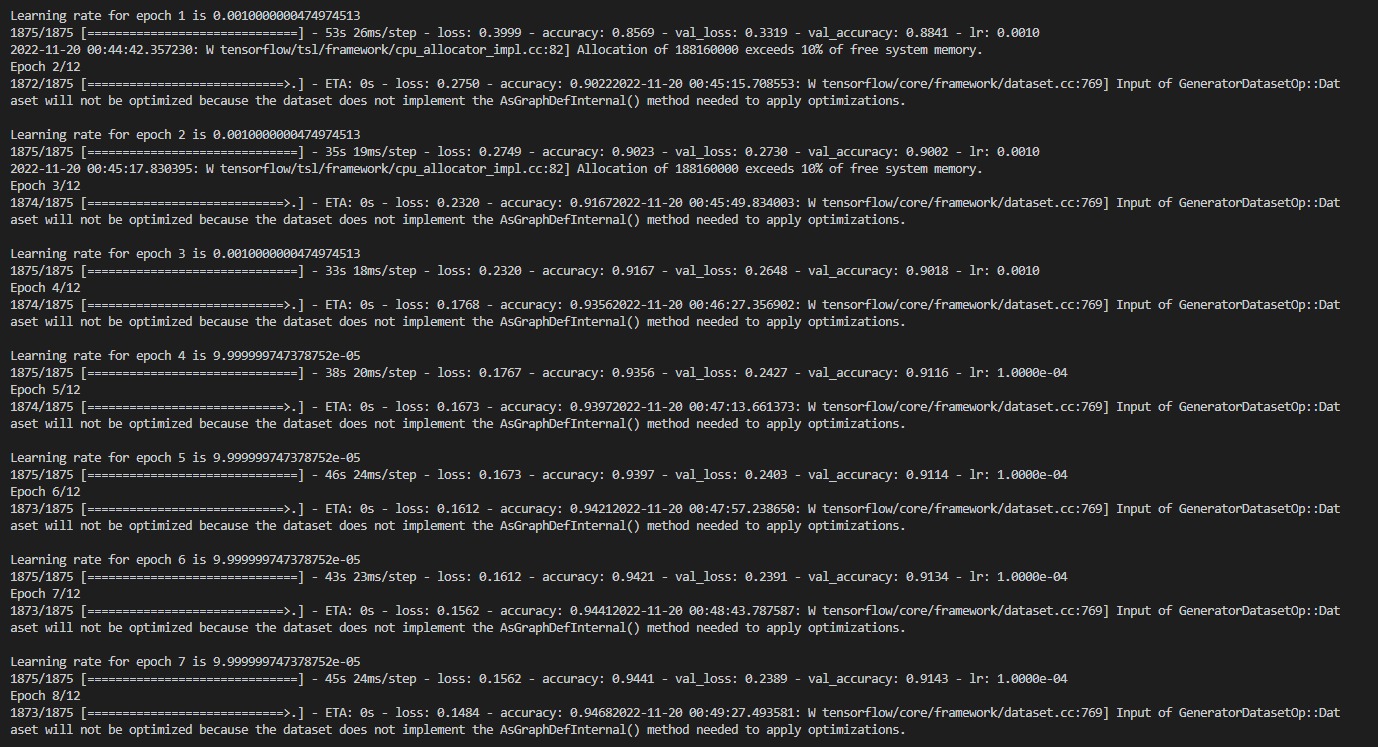 Learning rate for epoch 1 is 0.0010000000474974513
1875/1875 [==============================] - 53s 26ms/step - loss: 0.3999 - accuracy: 0.8569 - val_loss: 0.3319 - val_accuracy: 0.8841 - lr: 0.0010
2022-11-20 00:44:42.357230: W tensorflow/tsl/framework/cpu_allocator_impl.cc:82] Allocation of 188160000 exceeds 10% of free system memory.
Epoch 2/12
1872/1875 [============================>.] - ETA: 0s - loss: 0.2750 - accuracy: 0.90222022-11-20 00:45:15.708553: W tensorflow/core/framework/dataset.cc:769] Input of GeneratorDatasetOp::Dat
aset will not be optimized because the dataset does not implement the AsGraphDefInternal() method needed to apply optimizations.

Learning rate for epoch 2 is 0.0010000000474974513
1875/1875 [==============================] - 35s 19ms/step - loss: 0.2749 - accuracy: 0.9023 - val_loss: 0.2730 - val_accuracy: 0.9002 - lr: 0.0010
2022-11-20 00:45:17.830395: W tensorflow/tsl/framework/cpu_allocator_impl.cc:82] Allocation of 188160000 exceeds 10% of free system memory.
Epoch 3/12
1874/1875 [============================>.] - ETA: 0s - loss: 0.2320 - accuracy: 0.91672022-11-20 00:45:49.834003: W tensorflow/core/framework/dataset.cc:769] Input of GeneratorDatasetOp::Dat
aset will not be optimized because the dataset does not implement the AsGraphDefInternal() method needed to apply optimizations.

Learning rate for epoch 3 is 0.0010000000474974513
1875/1875 [==============================] - 33s 18ms/step - loss: 0.2320 - accuracy: 0.9167 - val_loss: 0.2648 - val_accuracy: 0.9018 - lr: 0.0010
Epoch 4/12
1874/1875 [============================>.] - ETA: 0s - loss: 0.1768 - accuracy: 0.93562022-11-20 00:46:27.356902: W tensorflow/core/framework/dataset.cc:769] Input of GeneratorDatasetOp::Dat
aset will not be optimized because the dataset does not implement the AsGraphDefInternal() method needed to apply optimizations.

Learning rate for epoch 4 is 9.999999747378752e-05
1875/1875 [==============================] - 38s 20ms/step - loss: 0.1767 - accuracy: 0.9356 - val_loss: 0.2427 - val_accuracy: 0.9116 - lr: 1.0000e-04
Epoch 5/12
1874/1875 [============================>.] - ETA: 0s - loss: 0.1673 - accuracy: 0.93972022-11-20 00:47:13.661373: W tensorflow/core/framework/dataset.cc:769] Input of GeneratorDatasetOp::Dat
aset will not be optimized because the dataset does not implement the AsGraphDefInternal() method needed to apply optimizations.

Learning rate for epoch 5 is 9.999999747378752e-05
1875/1875 [==============================] - 46s 24ms/step - loss: 0.1673 - accuracy: 0.9397 - val_loss: 0.2403 - val_accuracy: 0.9114 - lr: 1.0000e-04
Epoch 6/12
1873/1875 [============================>.] - ETA: 0s - loss: 0.1612 - accuracy: 0.94212022-11-20 00:47:57.238650: W tensorflow/core/framework/dataset.cc:769] Input of GeneratorDatasetOp::Dat
aset will not be optimized because the dataset does not implement the AsGraphDefInternal() method needed to apply optimizations.

Learning rate for epoch 6 is 9.999999747378752e-05
1875/1875 [==============================] - 43s 23ms/step - loss: 0.1612 - accuracy: 0.9421 - val_loss: 0.2391 - val_accuracy: 0.9134 - lr: 1.0000e-04
Epoch 7/12
1873/1875 [============================>.] - ETA: 0s - loss: 0.1562 - accuracy: 0.94412022-11-20 00:48:43.787587: W tensorflow/core/framework/dataset.cc:769] Input of GeneratorDatasetOp::Dat
aset will not be optimized because the dataset does not implement the AsGraphDefInternal() method needed to apply optimizations.

Learning rate for epoch 7 is 9.999999747378752e-05
1875/1875 [==============================] - 45s 24ms/step - loss: 0.1562 - accuracy: 0.9441 - val_loss: 0.2389 - val_accuracy: 0.9143 - lr: 1.0000e-04
Epoch 8/12
1873/1875 [============================>.] - ETA: 0s - loss: 0.1484 - accuracy: 0.94682022-11-20 00:49:27.493581: W tensorflow/core/framework/dataset.cc:769] Input of GeneratorDatasetOp::Dat
aset will not be optimized because the dataset does not implement the AsGraphDefInternal() method needed to apply optimizations.